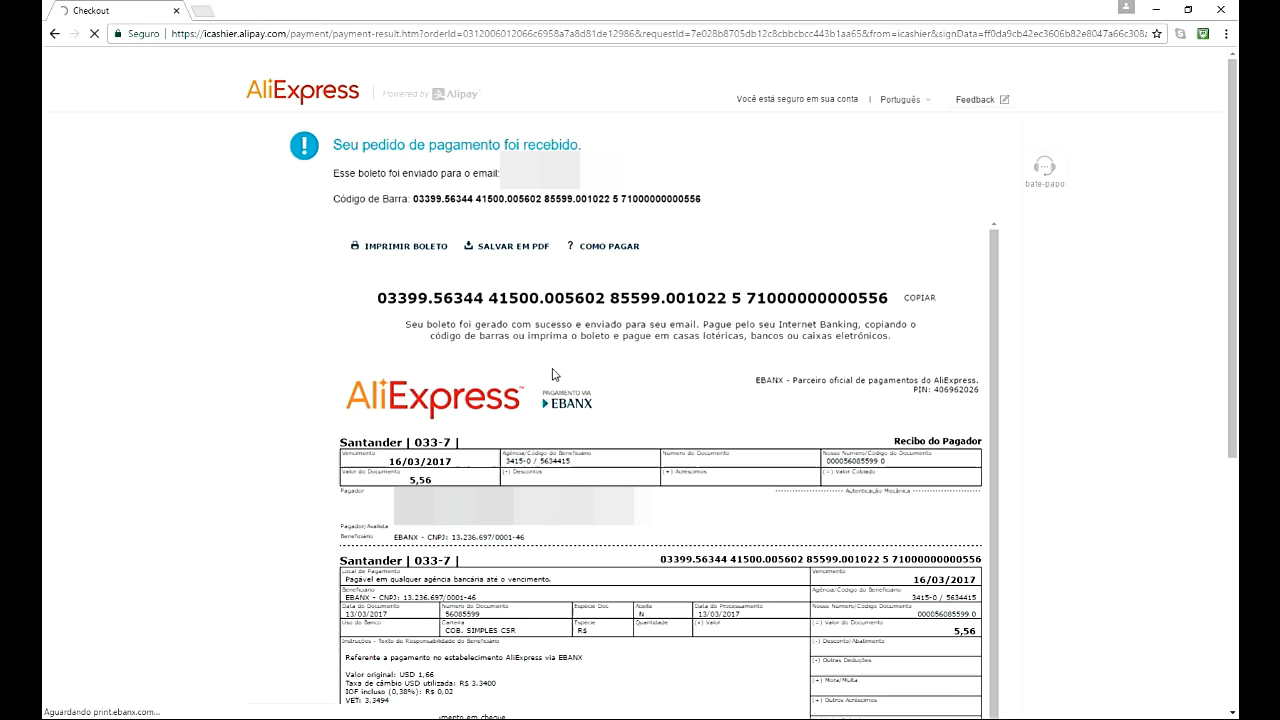 Checkout
Seguro https://icashier.alipay.com/payment/payment-result.htm?orderId=0312006012066c6958a7a8d81de12986&requestId=7e028b8705db12c8cbbcbcc443b1aa65&from=icashier&signData=ff0da9cb42ec3606b82e8047a66c308
AliExpress Powered by Alipay
Você está seguro em sua conta | Português Feedback
Seu pedido de pagamento foi recebido.
Esse boleto foi enviado para o email:
bate-papo
Código de Barra: 03399.56344 41500.005602 85599.001022 5 71000000000556
IMPRIMIR BOLETO SALVAR EM PDF ? COMO PAGAR
03399.56344 41500.005602 85599.001022 5 71000000000556 COPIAR
Seu boleto foi gerado com sucesso e enviado para seu email. Pague pelo seu Internet Banking, copiando o
código de barras ou imprima o boleto e pague em casas lotéricas, bancos ou caixas eletrônicos.
EBANX - Parceiro oficial de pagamentos do AliExpress.
PIN: 406962026
AliExpress™ PAGAMENTO VIA EBANX
Santander | 033-7 | Recibo do Pagador
Vencimento Agência/Código do Beneficiário Numero do Documento Nosso Número/Código do Documento
16/03/2017 3415-0 / 5634415 000056085599 0
Valor do Documento (-) Descontos (+) Acréscimos (=) Valor Cobrado
5,56
Pagador Autenticação Mecânica
Pagador/Avalista
Beneficiário EBANX - CNPJ: 13.236.697/0001-46
Santander | 033-7 | 03399.56344 41500.005602 85599.001022 5 71000000000556
Local de Pagamento Vencimento
Pagável em qualquer agência bancária até o vencimento. 16/03/2017
Beneficiário Agência/Código do Beneficiário
EBANX - CNPJ: 13.236.697/0001-46 3415-0 / 5634415
Data do Documento Numero do Documento Espécie Doc Aceite Data do Processamento Nosso Número/Código Documento
13/03/2017 56085599 N 13/03/2017 000056085599 0
Uso do Banco Carteira Espécie Quantidade (x) Valor (=) Valor do Documento
COB. SIMPLES CSR R$ 5,56
Instruções - Texto de Responsabilidade do Beneficiário (-) Desconto/Abatimento
Referente a pagamento no estabelecimento AliExpress via EBANX (-) Outras Deduções
Valor original: USD 1,66
Taxa de câmbio USD utilizada: R$ 3,3400 (+) Mora/Multa
IOF incluso (0,38%): R$ 0,02
VET: 3,3494 (+) Outros Acréscimos
em cheque
Aguardando print.ebanx.com...